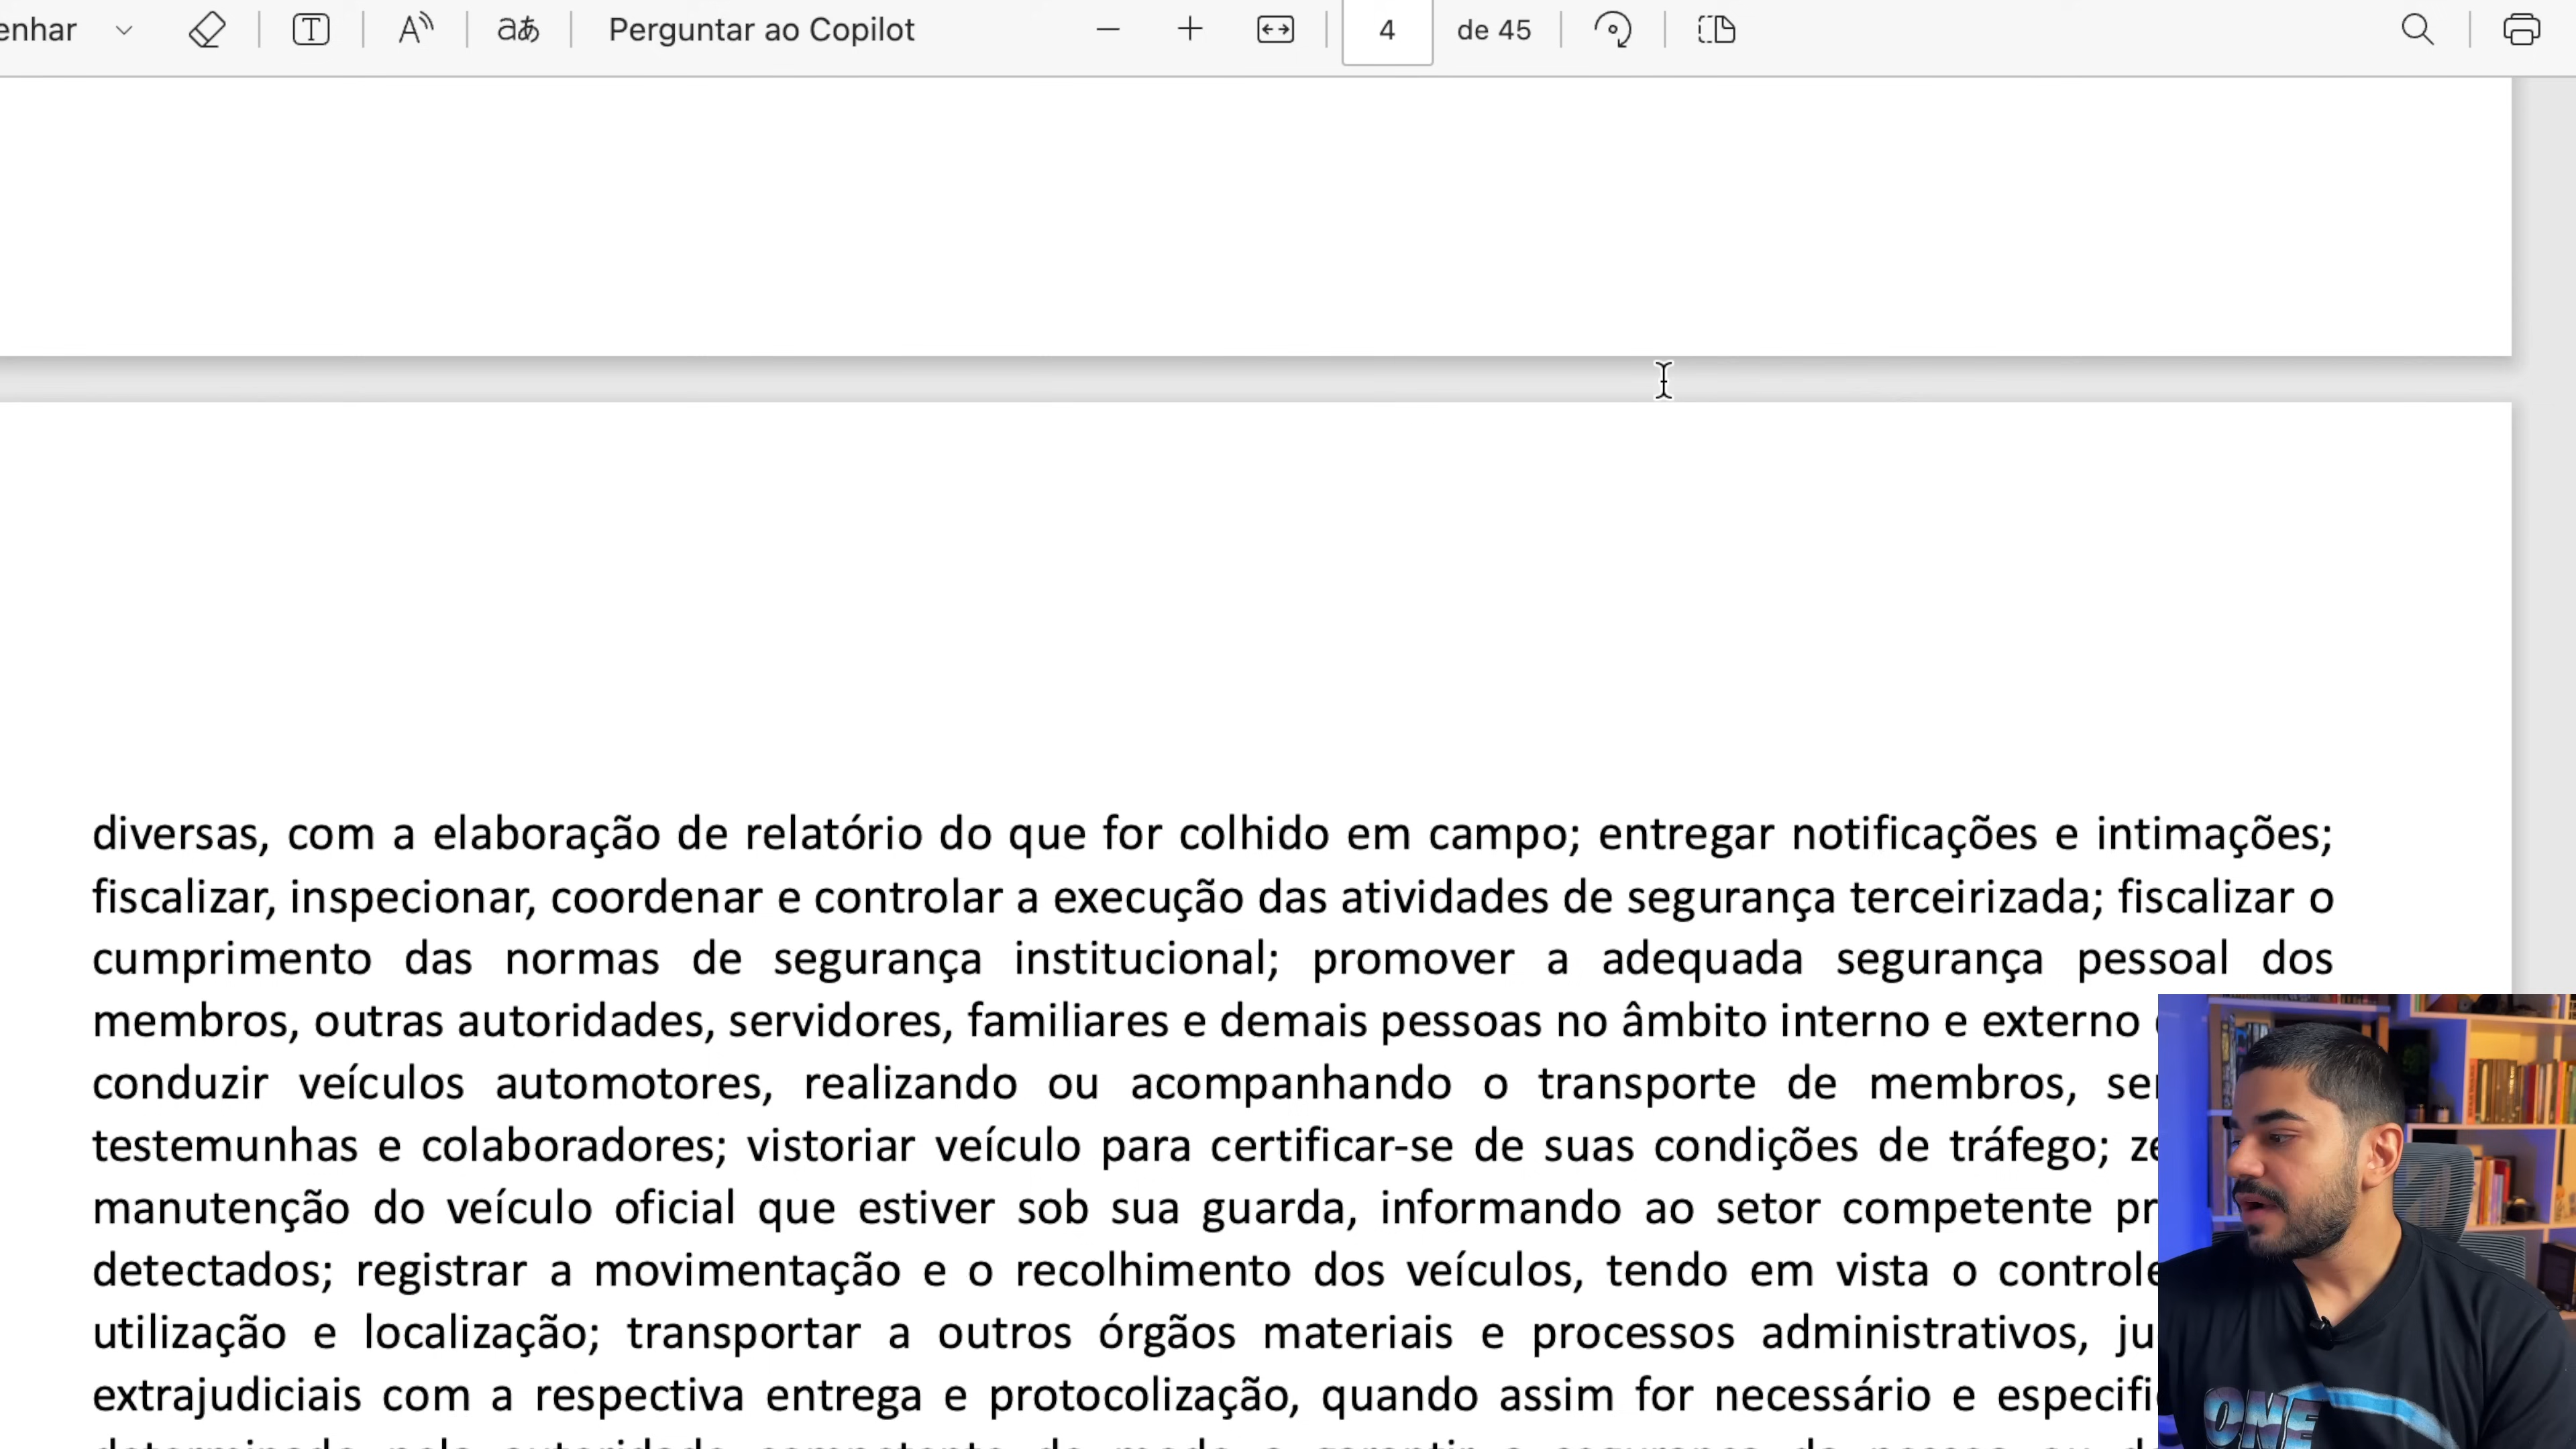 Perguntar ao Copilot
4
de 45
diversas, com a elaboração de relatório do que for colhido em campo; entregar notificações e intimações;
fiscalizar, inspecionar, coordenar e controlar a execução das atividades de segurança terceirizada; fiscalizar o
cumprimento das normas de segurança institucional; promover a adequada segurança pessoal dos
membros, outras autoridades, servidores, familiares e demais pessoas no âmbito interno e externo
conduzir veículos automotores, realizando ou acompanhando o transporte de membros,
testemunhas e colaboradores; vistoriar veículo para certificar-se de suas condições de tráfego;
manutenção do veículo oficial que estiver sob sua guarda, informando ao setor competente
detectados; registrar a movimentação e o recolhimento dos veículos, tendo em vista o controle
utilização e localização; transportar a outros órgãos materiais e processos administrativos,
extrajudiciais com a respectiva entrega e protocolização, quando assim for necessário e
ONE